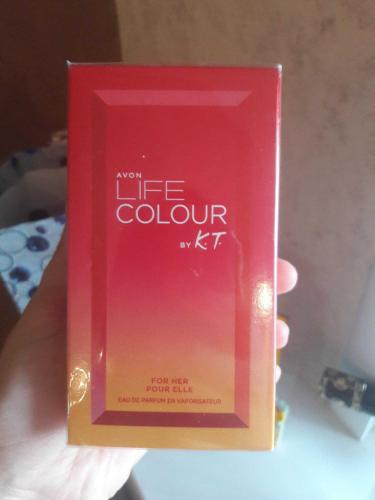 AVON
LIFE
COLOUR
BY K.T.
FOR HER
POUR ELLE
EAU DE PARFUM EN VAPORISATEUR